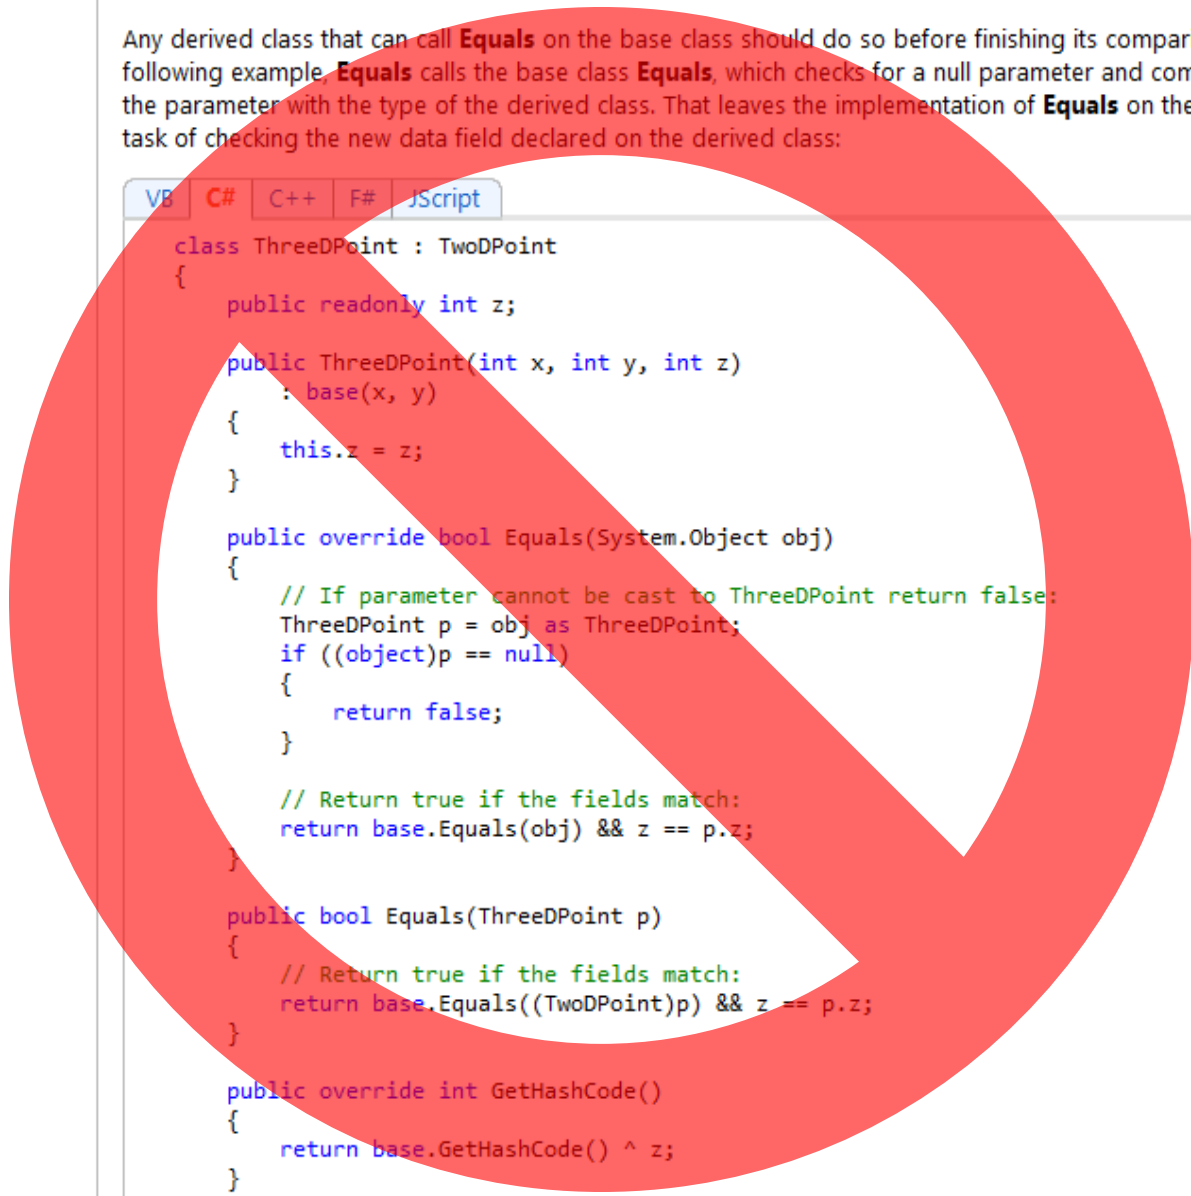 Any derived class that can call Equals on the base class should do so before finishing its compar
following example, Equals calls the base class Equals, which checks for a null parameter and com
the parameter with the type of the derived class. That leaves the implementation of Equals on the
task of checking the new data field declared on the derived class:
VB C# C++ F# JScript
class ThreeDPoint : TwoDPoint
{
public readonly int z;
public ThreeDPoint(int x, int y, int z)
: base(x, y)
{
this.z = z;
}
public override bool Equals(System.Object obj)
{
// If parameter cannot be cast to ThreeDPoint return false:
ThreeDPoint p = obj as ThreeDPoint;
if ((object)p == null)
{
return false;
}
// Return true if the fields match:
return base.Equals(obj) && z == p.z;
}
public bool Equals(ThreeDPoint p)
{
// Return true if the fields match:
return base.Equals((TwoDPoint)p) && z == p.z;
}
public override int GetHashCode()
{
return base.GetHashCode() ^ z;
}